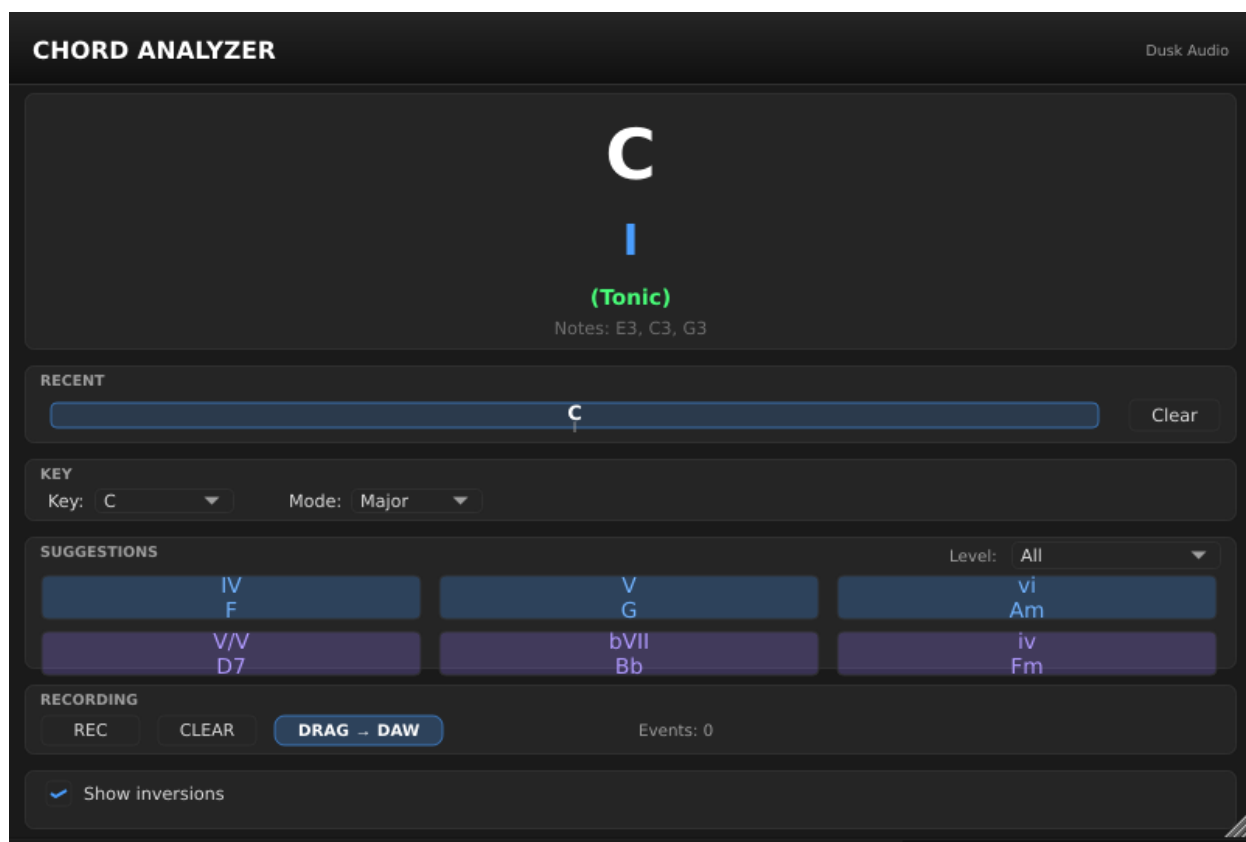 CHORD ANALYZER
Dusk Audio
C
I
(Tonic)
Notes: E3, C3, G3
RECENT
C
I
Clear
KEY
Key: C
Mode: Major
SUGGESTIONS
Level: All
IV
F
V
G
vi
Am
V/V
D7
bVII
Bb
iv
Fm
RECORDING
REC
CLEAR
DRAG → DAW
Events: 0
Show inversions